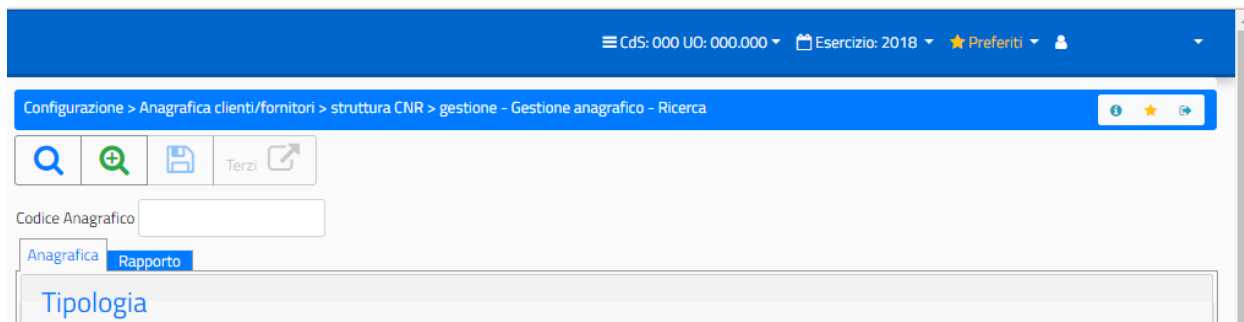 CdS: 000 UO: 000.000 Esercizio: 2018 Preferiti
Configurazione > Anagrafica clienti/fornitori > struttura CNR > gestione - Gestione anagrafico - Ricerca
Terzi
Codice Anagrafico
Anagrafica Rapporto
Tipologia